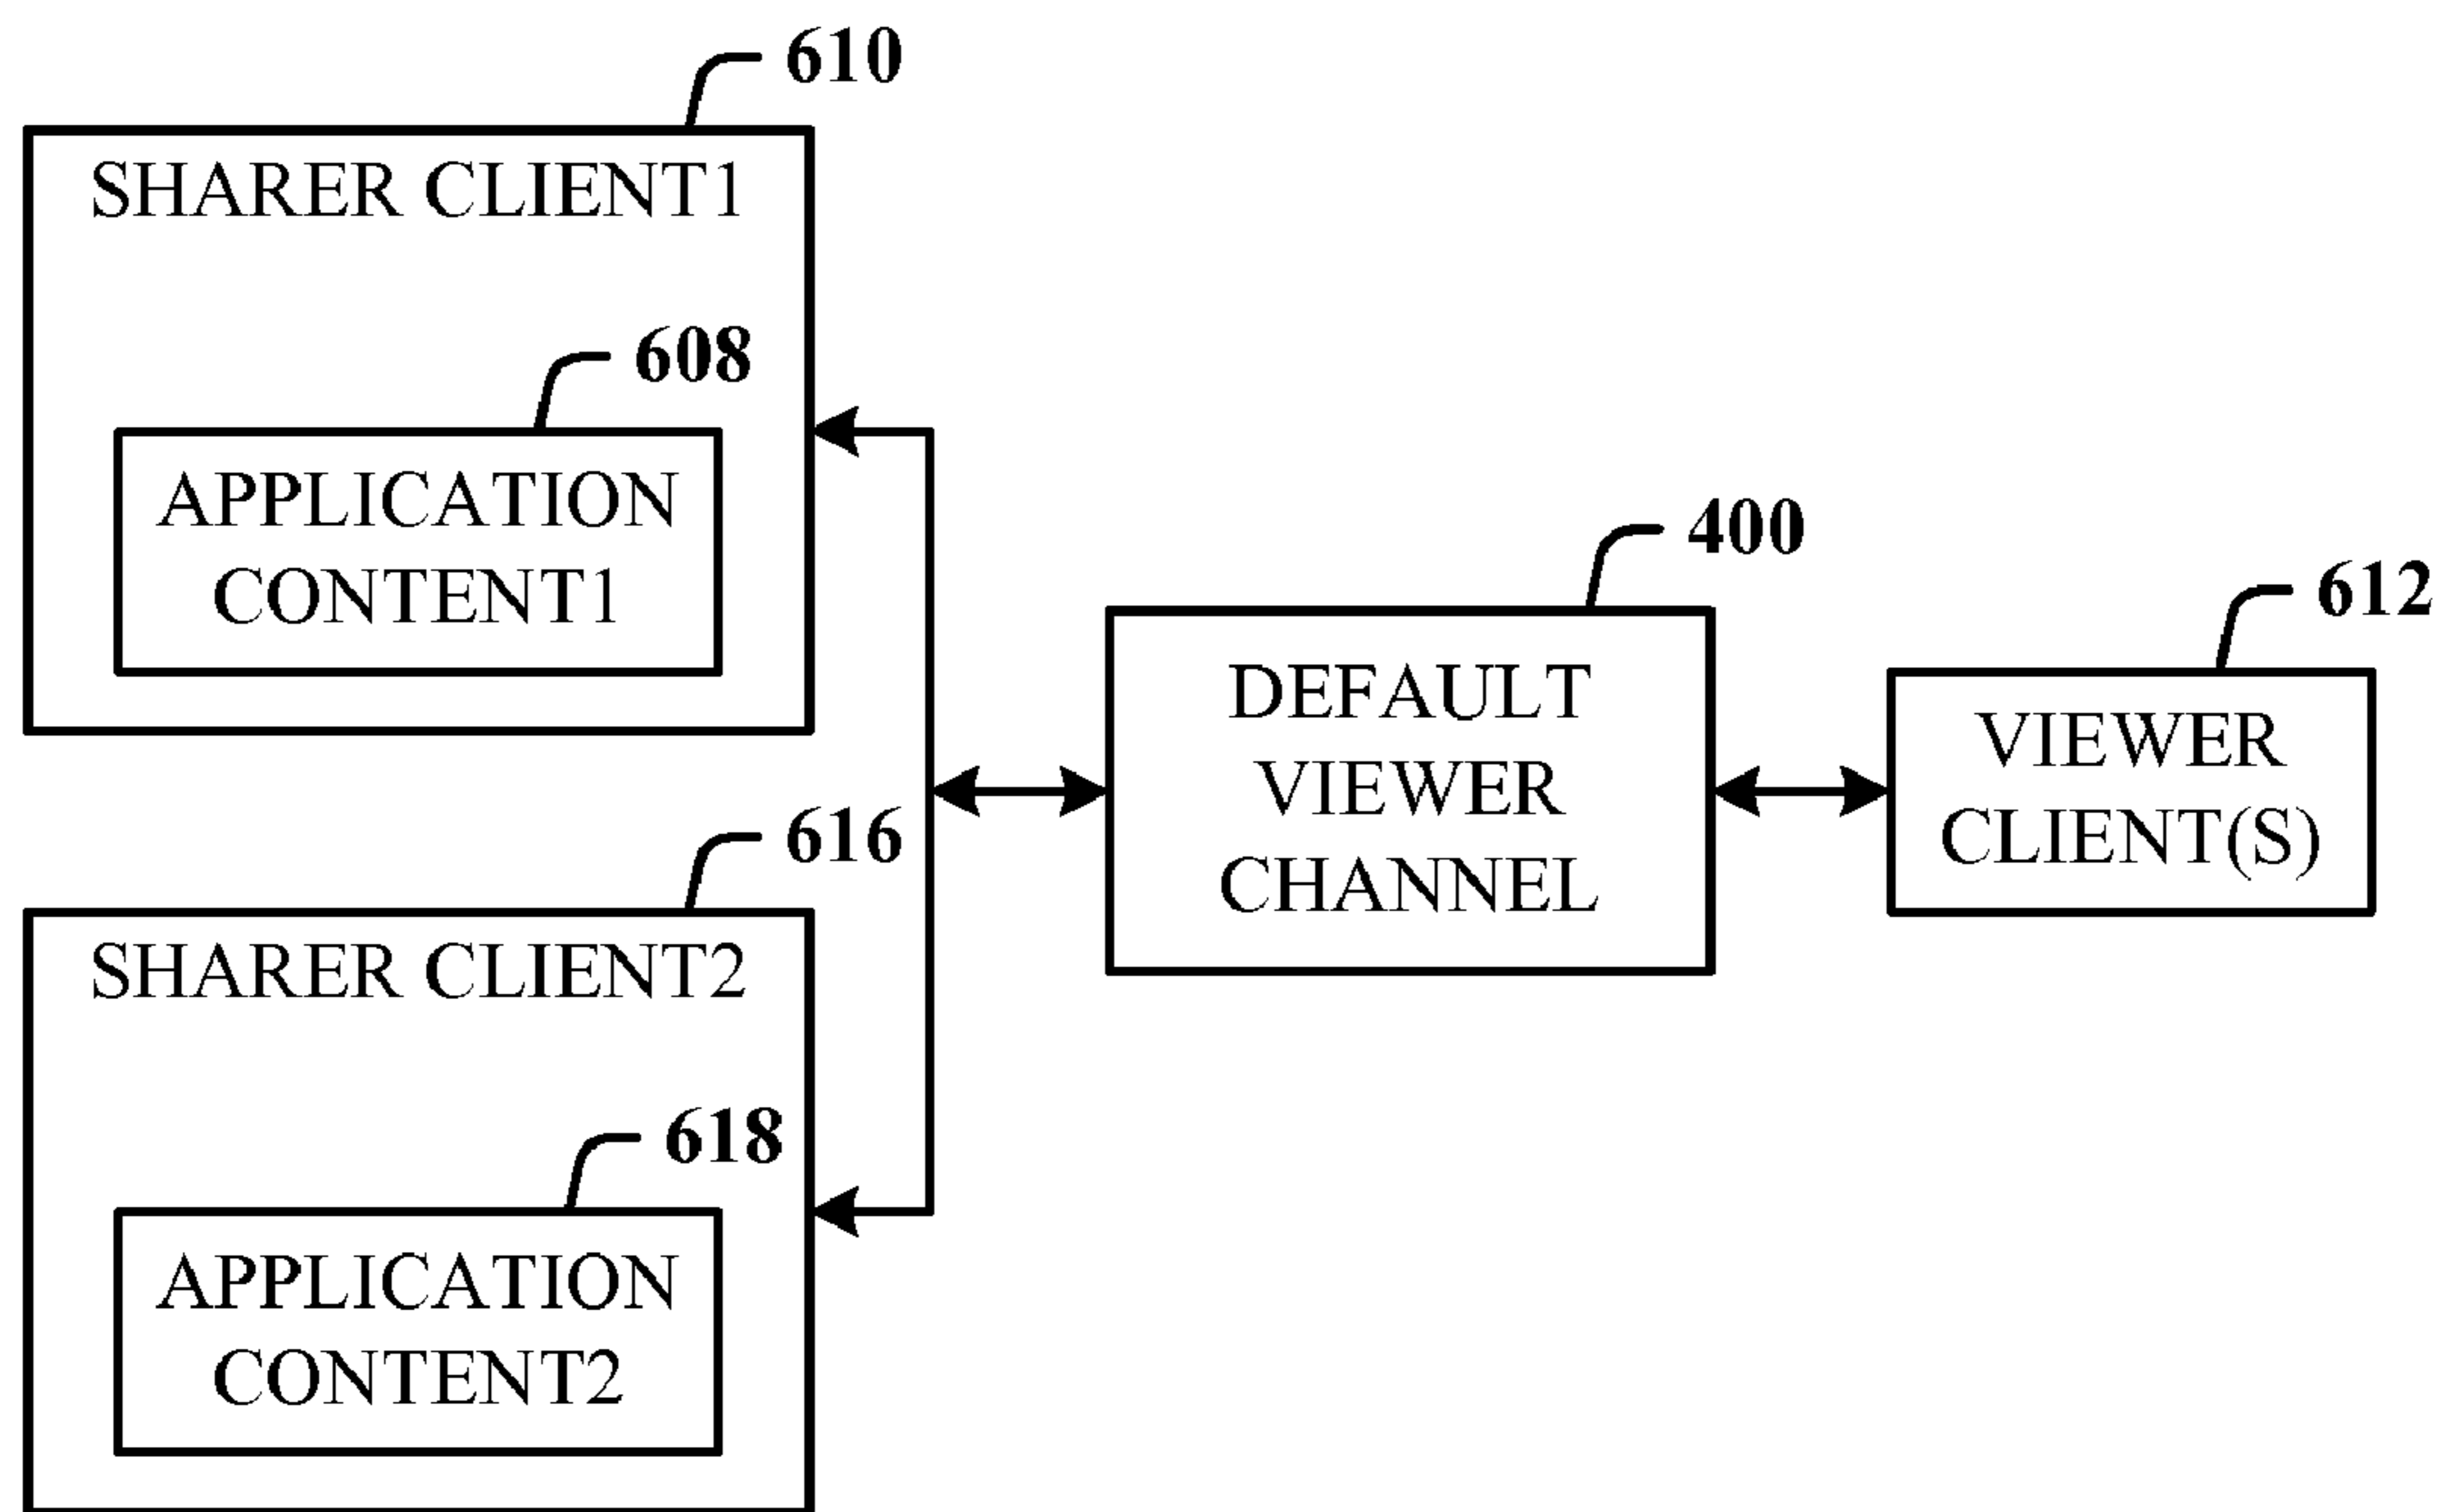 610
SHARER CLIENT1
608
APPLICATION
CONTENT1
400
DEFAULT
VIEWER
CHANNEL
612
VIEWER
CLIENT(S)
616
SHARER CLIENT2
618
APPLICATION
CONTENT2